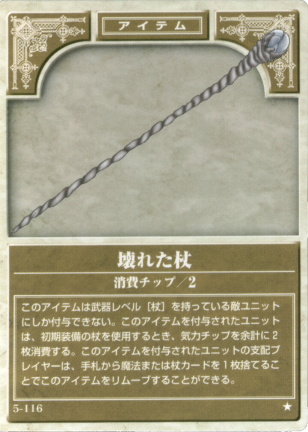 アイテム
壊れた杖
消費チップ/2
このアイテムは武器レベル［杖］を持っている敵ユニット
にしか付与できない。このアイテムを付与されたユニット
は、初期装備の杖を使用するとき、気力チップを余計に2
枚消費する。このアイテムを付与されたユニットの支配プ
レイヤーは、手札から魔法または杖カードを1枚捨てるこ
とでこのアイテムをリムーブすることができる。
5-116 ★